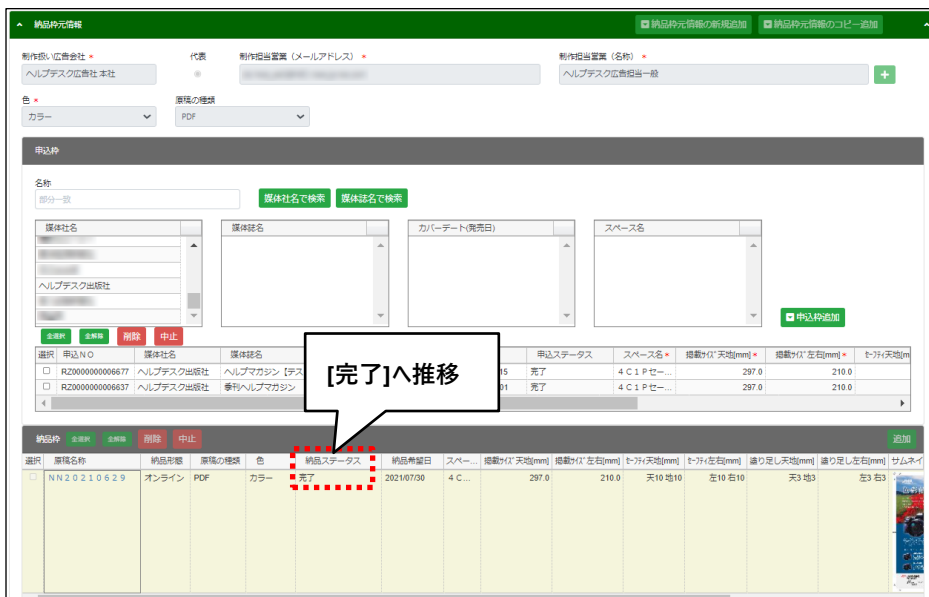 納品枠元情報 納品枠元情報の新規追加 納品枠元情報のコピー追加
制作扱い広告会社 * 代表 制作担当営業（メールアドレス） * 制作担当営業（名称） *
ヘルプデスク広告社 本社 ヘルプデスク広告担当一般
色 * 原稿の種類
カラー PDF
申込枠
名称
部分一致 媒体社名で検索 媒体誌名で検索
媒体社名 媒体誌名 カバーデート(発売日) スペース名
ヘルプデスク出版社
申込枠追加
全選択 全解除 削除 中止
選択 申込NO 媒体社名 媒体誌名 申込ステータス スペース名 * 掲載ｻｲｽﾞ天地[mm] * 掲載ｻｲｽﾞ左右[mm] * ｾｰﾌﾃｨ天地[m
RZ0000000006677 ヘルプデスク出版社 ヘルプマガジン【テス 15 完了 4C1Pセー... 297.0 210.0
RZ0000000006637 ヘルプデスク出版社 季刊ヘルプマガジン 01 完了 4C1Pセー... 297.0 210.0
[完了]へ推移
納品枠 全選択 全解除 削除 中止 追加
選択 原稿名称 納品形態 原稿の種類 色 納品ステータス 納品希望日 スペー... 掲載ｻｲｽﾞ天地[mm] 掲載ｻｲｽﾞ左右[mm] ｾｰﾌﾃｨ天地[mm] ｾｰﾌﾃｨ左右[mm] 塗り足し天地[mm] 塗り足し左右[mm] サムネイ
NN20210629 オンライン PDF カラー 完了 2021/07/30 4C... 297.0 210.0 天10 地10 左10 右10 天3 地3 左3 右3